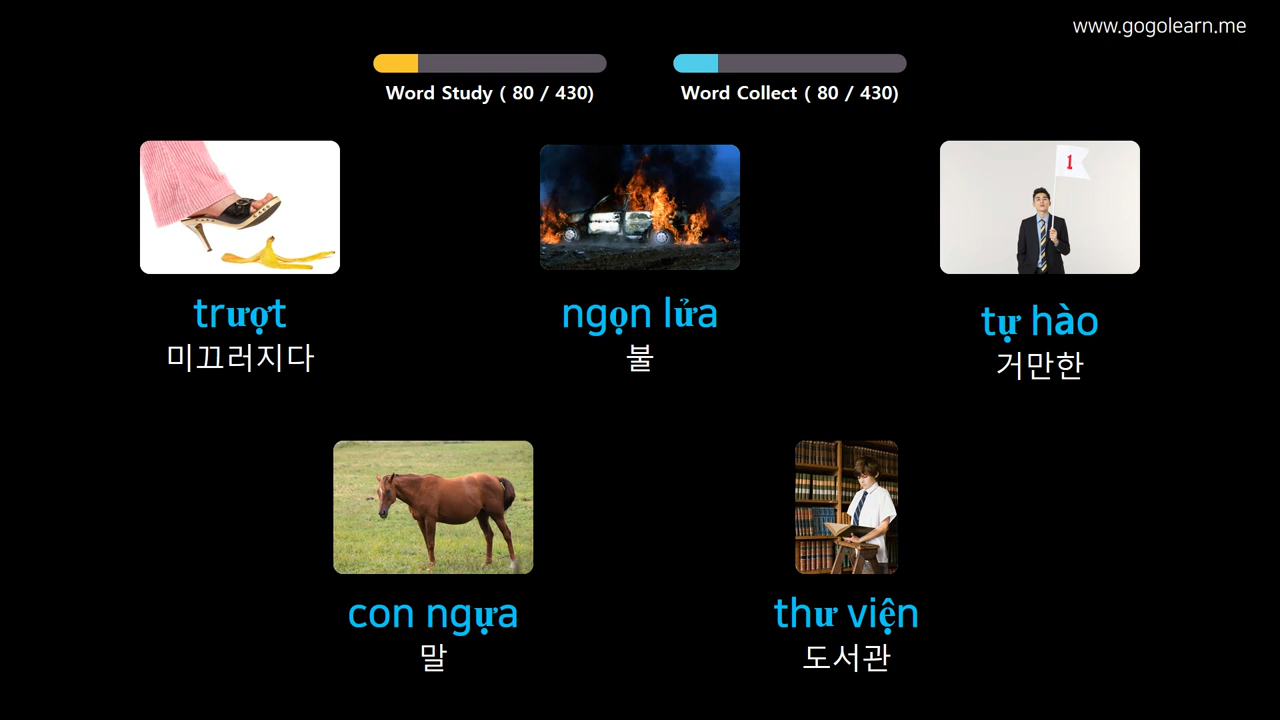 www.gogolearn.me
Word Study ( 80 / 430)
Word Collect ( 80 / 430)
trượt
미끄러지다
ngọn lửa
불
1
tự hào
거만한
con ngựa
말
thư viện
도서관